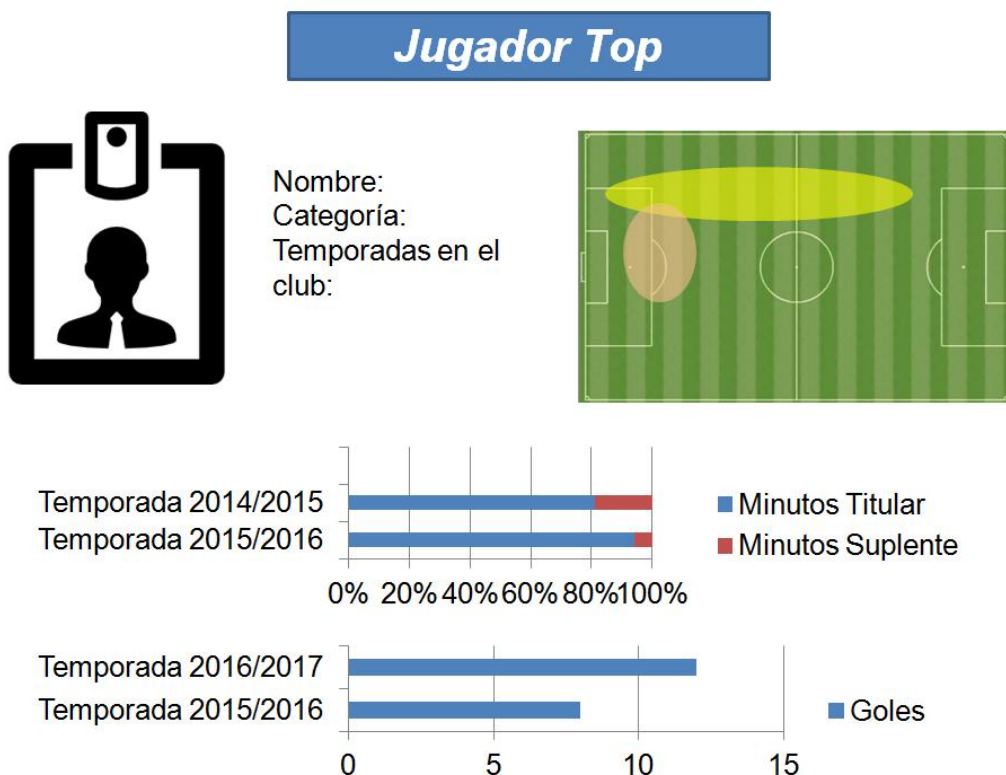 Jugador Top
Nombre:
Categoría:
Temporadas en el
club:
Temporada 2014/2015
Temporada 2015/2016
Minutos Titular
Minutos Suplente
0% 20% 40% 60% 80% 100%
Temporada 2016/2017
Temporada 2015/2016
Goles
0 5 10 15